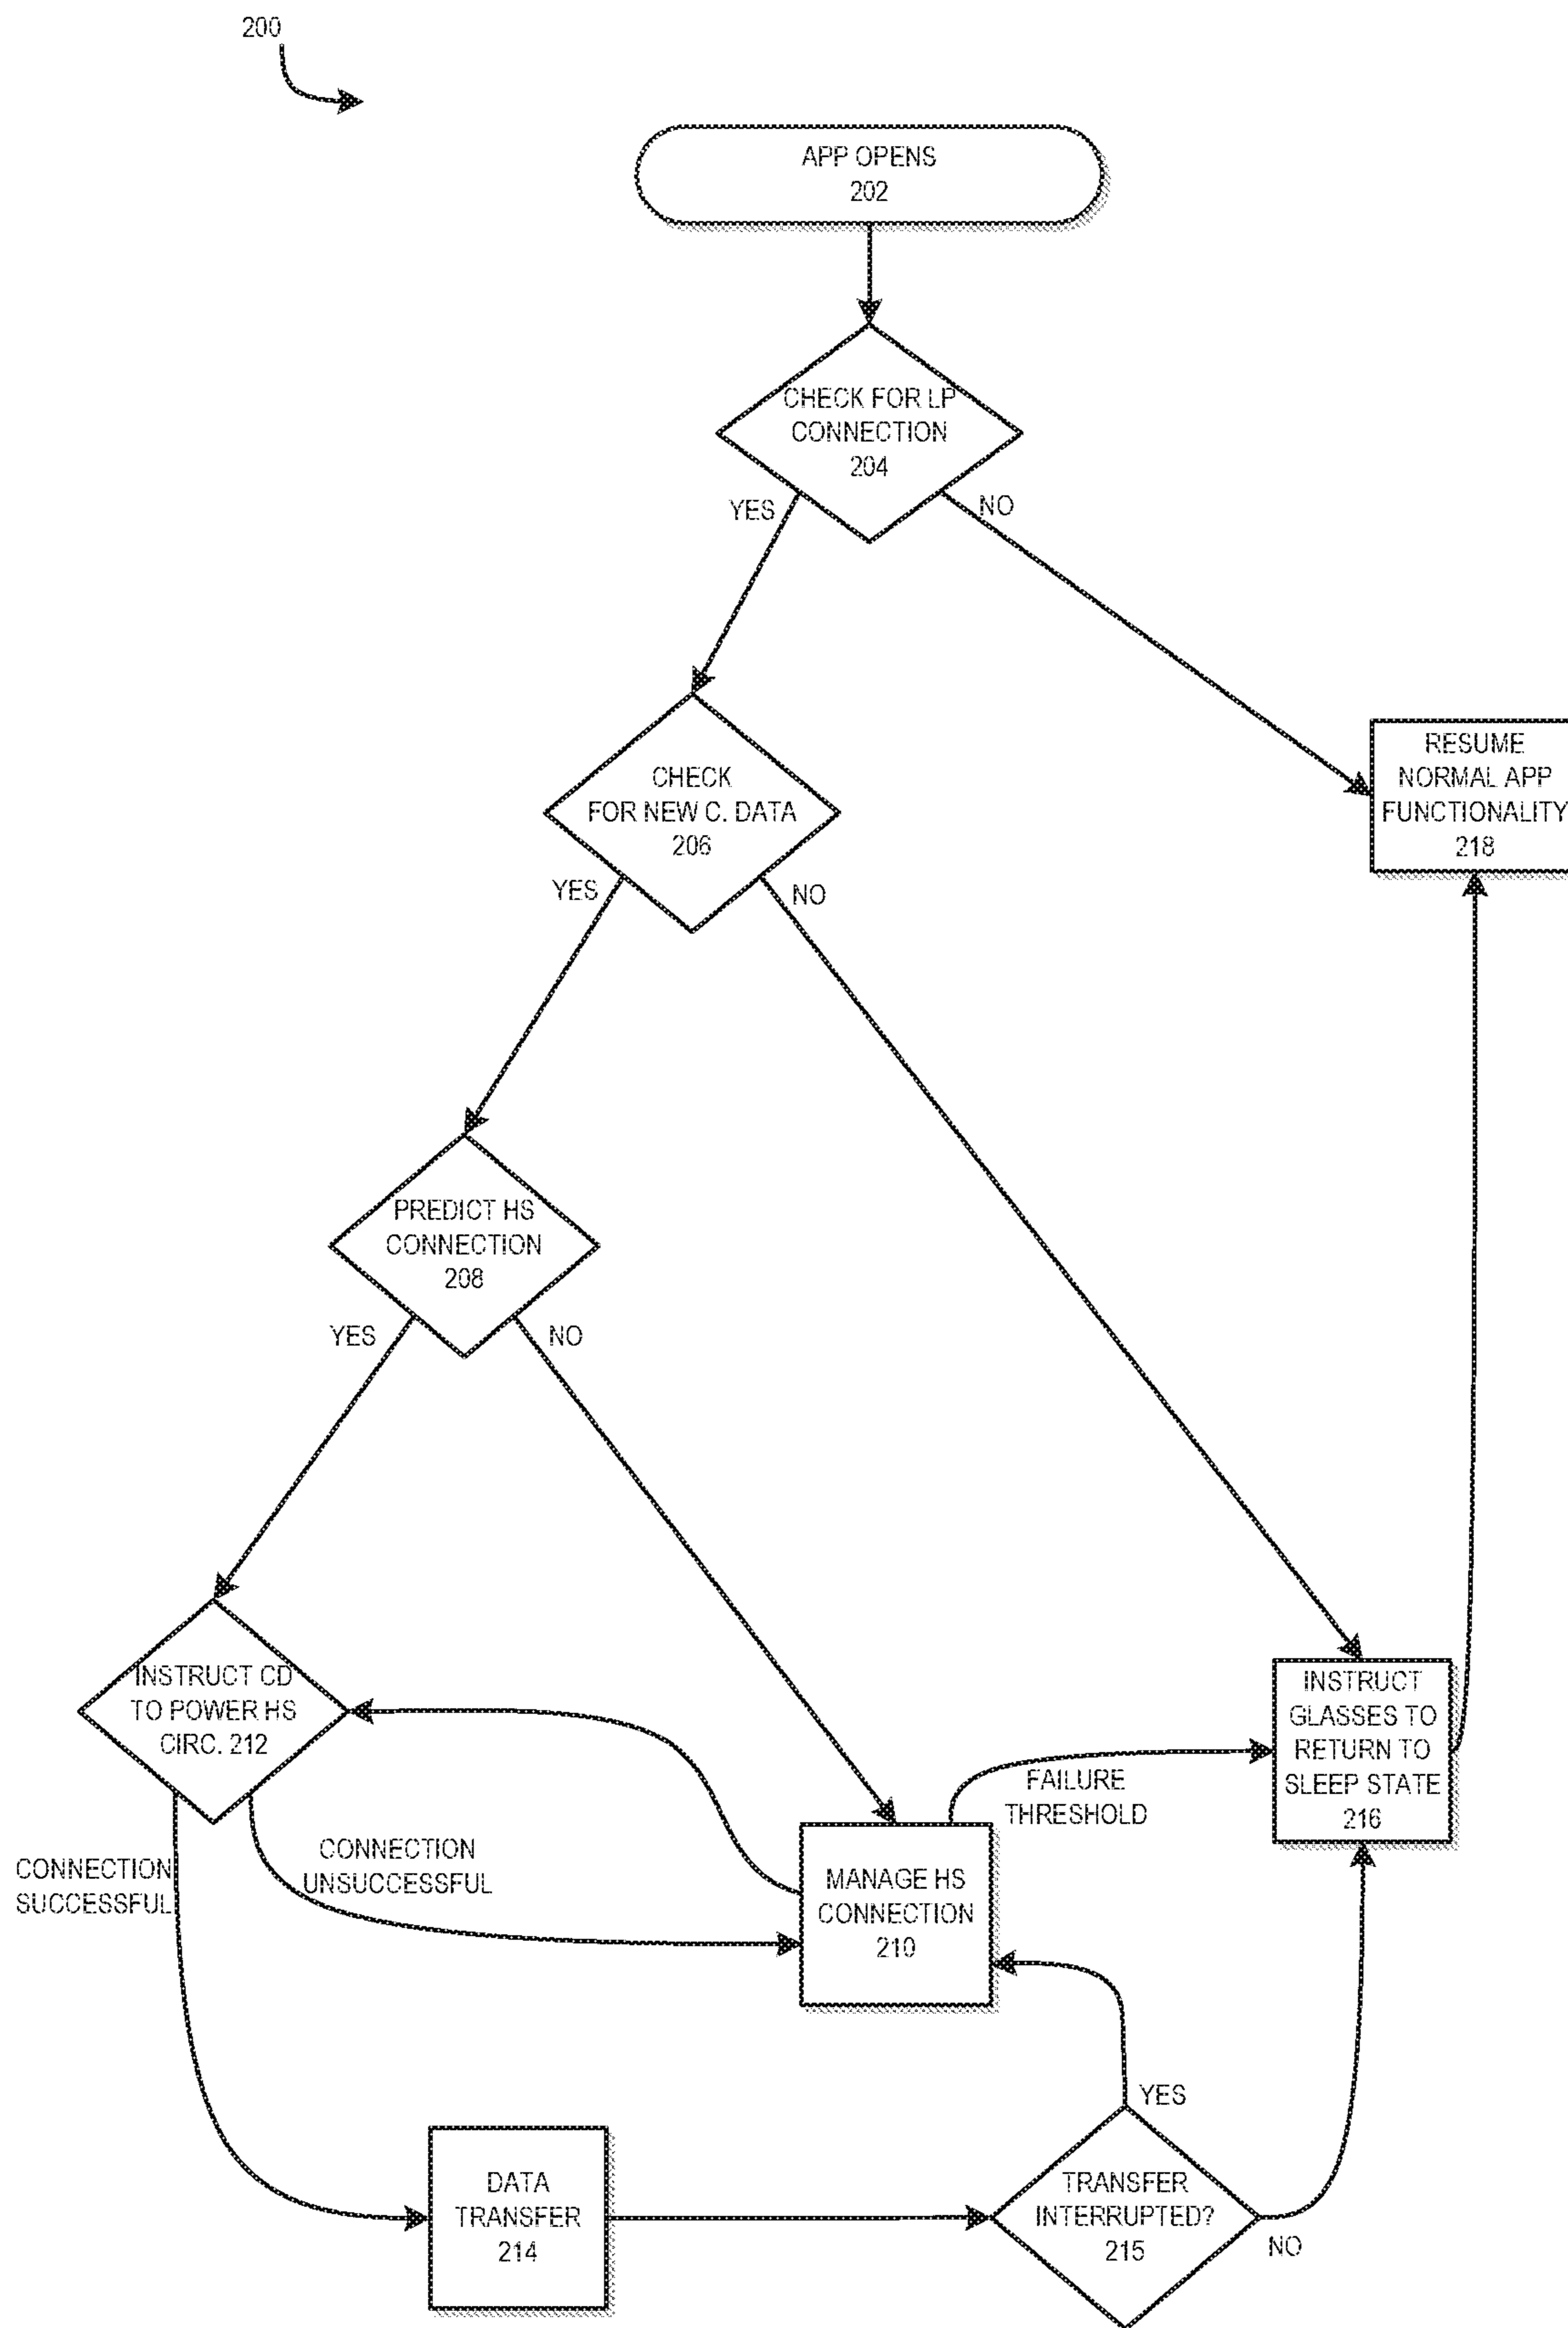 200
APP OPENS
202
CHECK FOR LP
CONNECTION
204
YES
NO
RESUME
NORMAL APP
FUNCTIONALITY
218
CHECK
FOR NEW C. DATA
206
YES
NO
PREDICT HS
CONNECTION
208
YES
NO
INSTRUCT CD
TO POWER HS
CIRC. 212
INSTRUCT
GLASSES TO
RETURN TO
SLEEP STATE
216
FAILURE
THRESHOLD
CONNECTION
SUCCESSFUL
CONNECTION
UNSUCCESSFUL
MANAGE HS
CONNECTION
210
YES
DATA
TRANSFER
214
TRANSFER
INTERRUPTED?
215
NO